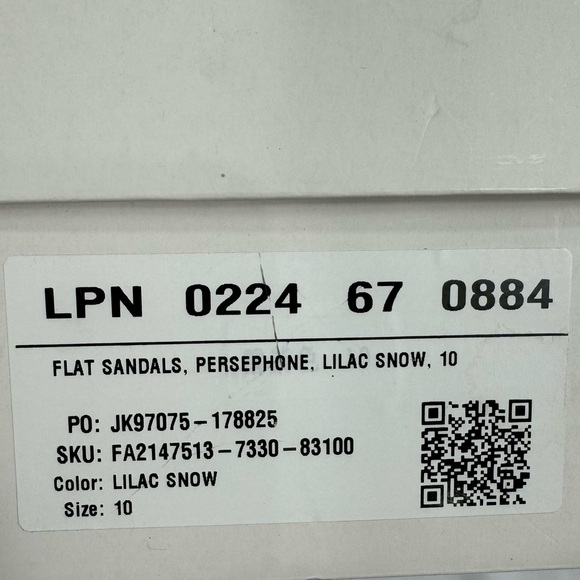 LPN 0224 67 0884
FLAT SANDALS, PERSEPHONE, LILAC SNOW, 10
PO: JK97075-178825
SKU: FA2147513-7330-83100
Color: LILAC SNOW
Size: 10